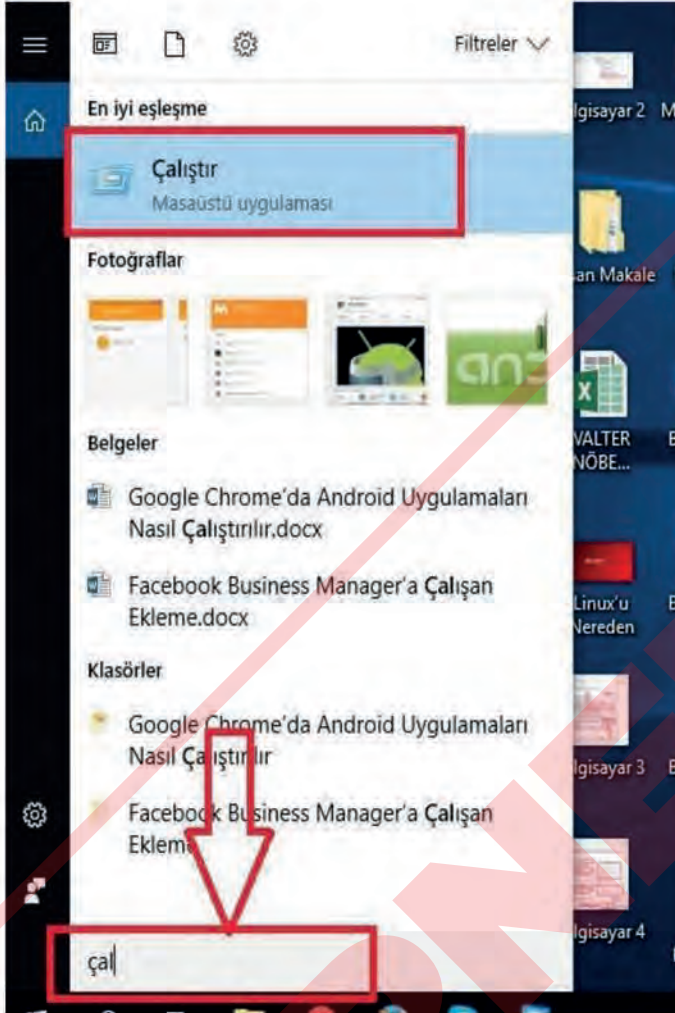 Filtreler
En iyi eşleşme
Çalıştır
Masaüstü uygulaması
Fotoğraflar
Belgeler
Google Chrome'da Android Uygulamaları
Nasıl Çalıştırılır.docx
Facebook Business Manager'a Çalışan
Ekleme.docx
Klasörler
Google Chrome'da Android Uygulamaları
Nasıl Çalıştırılır
Facebook Business Manager'a Çalışan
Ekleme
çal
lgisayar 2
an Makale
VALTER
NÖBE...
Linux'u
Nereden
lgisayar 3
lgisayar 4